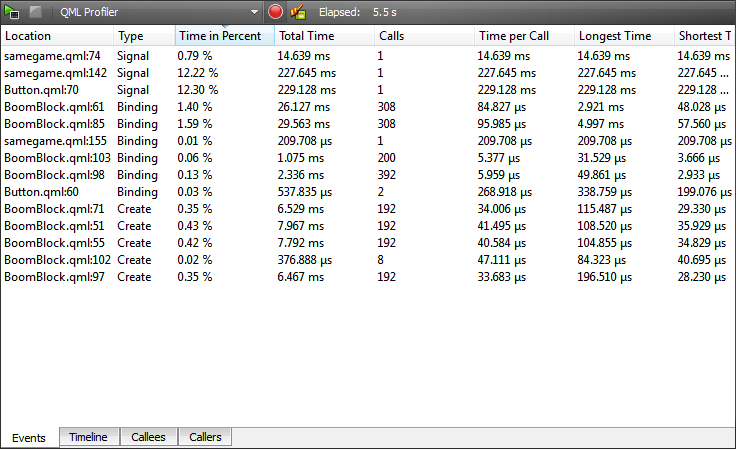 QML Profiler Elapsed: 5.5 s
Location Type Time in Percent Total Time Calls Time per Call Longest Time Shortest T
samegame.qml:74 Signal 0.79 % 14.639 ms 1 14.639 ms 14.639 ms 14.639 ms
samegame.qml:142 Signal 12.22 % 227.645 ms 1 227.645 ms 227.645 ms 227.645 ...
Button.qml:70 Signal 12.30 % 229.128 ms 1 229.128 ms 229.128 ms 229.128 ...
BoomBlock.qml:61 Binding 1.40 % 26.127 ms 308 84.827 µs 2.921 ms 48.028 µs
BoomBlock.qml:85 Binding 1.59 % 29.563 ms 308 95.985 µs 4.997 ms 57.560 µs
samegame.qml:155 Binding 0.01 % 209.708 µs 1 209.708 µs 209.708 µs 209.708 µs
BoomBlock.qml:103 Binding 0.06 % 1.075 ms 200 5.377 µs 31.529 µs 3.666 µs
BoomBlock.qml:98 Binding 0.13 % 2.336 ms 392 5.959 µs 49.861 µs 2.933 µs
Button.qml:60 Binding 0.03 % 537.835 µs 2 268.918 µs 338.759 µs 199.076 µs
BoomBlock.qml:71 Create 0.35 % 6.529 ms 192 34.006 µs 115.487 µs 29.330 µs
BoomBlock.qml:51 Create 0.43 % 7.967 ms 192 41.495 µs 108.520 µs 35.929 µs
BoomBlock.qml:55 Create 0.42 % 7.792 ms 192 40.584 µs 104.855 µs 34.829 µs
BoomBlock.qml:102 Create 0.02 % 376.888 µs 8 47.111 µs 84.323 µs 40.695 µs
BoomBlock.qml:97 Create 0.35 % 6.467 ms 192 33.683 µs 196.510 µs 28.230 µs
Events Timeline Callees Callers